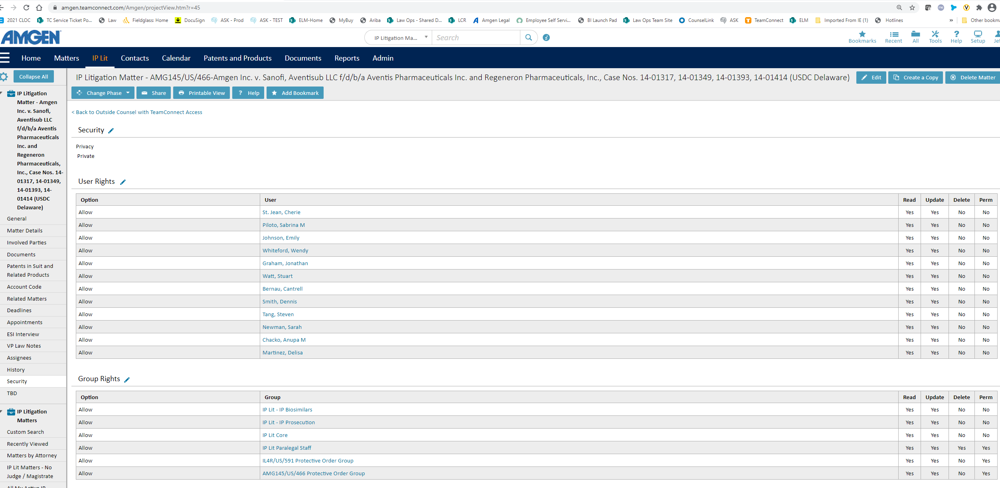 amgen.teamconnect.com/Amgen/projectView.htm?r=45
2021 CLOC TC Service Ticket Po... Law Fieldglass: Home DocuSign ASK - Prod ASK - TEST ELM-Home MyBuy Ariba Law Ops - Shared D... LCR Amgen Legal Employee Self Servi... BI Launch Pad Law Ops Team Site CounselLink ASK TeamConnect ELM Imported From IE (1) Hotlines » Other bookma
AMGEN
IP Litigation Ma... Search
Bookmarks Recent All Tools Help Setup Jef
Home Matters IP Lit Contacts Calendar Patents and Products Documents Reports Admin
Collapse All
IP Litigation
Matter - Amgen
Inc. v. Sanofi,
Aventisub LLC
f/d/b/a Aventis
Pharmaceuticals
Inc. and
Regeneron
Pharmaceuticals,
Inc., Case Nos. 14-
01317, 14-01349,
14-01393, 14-
01414 (USDC
Delaware)
General
Matter Details
Involved Parties
Documents
Patents in Suit and
Related Products
Account Code
Related Matters
Deadlines
Appointments
ESI Interview
VP Law Notes
Assignees
History
Security
TBD
IP Litigation
Matters
Custom Search
Recently Viewed
Matters by Attorney
IP Lit Matters - No
Judge / Magistrate
All My Active IP
IP Litigation Matter - AMG145/US/466-Amgen Inc. v. Sanofi, Aventisub LLC f/d/b/a Aventis Pharmaceuticals Inc. and Regeneron Pharmaceuticals, Inc., Case Nos. 14-01317, 14-01349, 14-01393, 14-01414 (USDC Delaware)
Edit Create a Copy Delete Matter
Change Phase Share Printable View ? Help Add Bookmark
< Back to Outside Counsel with TeamConnect Access
Security
Privacy
Private
User Rights
Option User Read Update Delete Perm
Allow St. Jean, Cherie Yes Yes No No
Allow Piloto, Sabrina M Yes Yes No No
Allow Johnson, Emily Yes Yes No No
Allow Whiteford, Wendy Yes Yes No No
Allow Graham, Jonathan Yes Yes No No
Allow Watt, Stuart Yes Yes No No
Allow Bernau, Cantrell Yes Yes No No
Allow Smith, Dennis Yes Yes No No
Allow Tang, Steven Yes Yes No No
Allow Newman, Sarah Yes Yes No No
Allow Chacko, Anupa M Yes Yes No No
Allow Martinez, Delisa Yes Yes No No
Group Rights
Option Group Read Update Delete Perm
Allow IP Lit - IP Biosimilars Yes Yes No No
Allow IP Lit - IP Prosecution Yes Yes No No
Allow IP Lit Core Yes Yes No No
Allow IP Lit Paralegal Staff Yes Yes Yes Yes
Allow IL4R/US/591 Protective Order Group Yes Yes No Yes
Allow AMG145/US/466 Protective Order Group Yes Yes No Yes